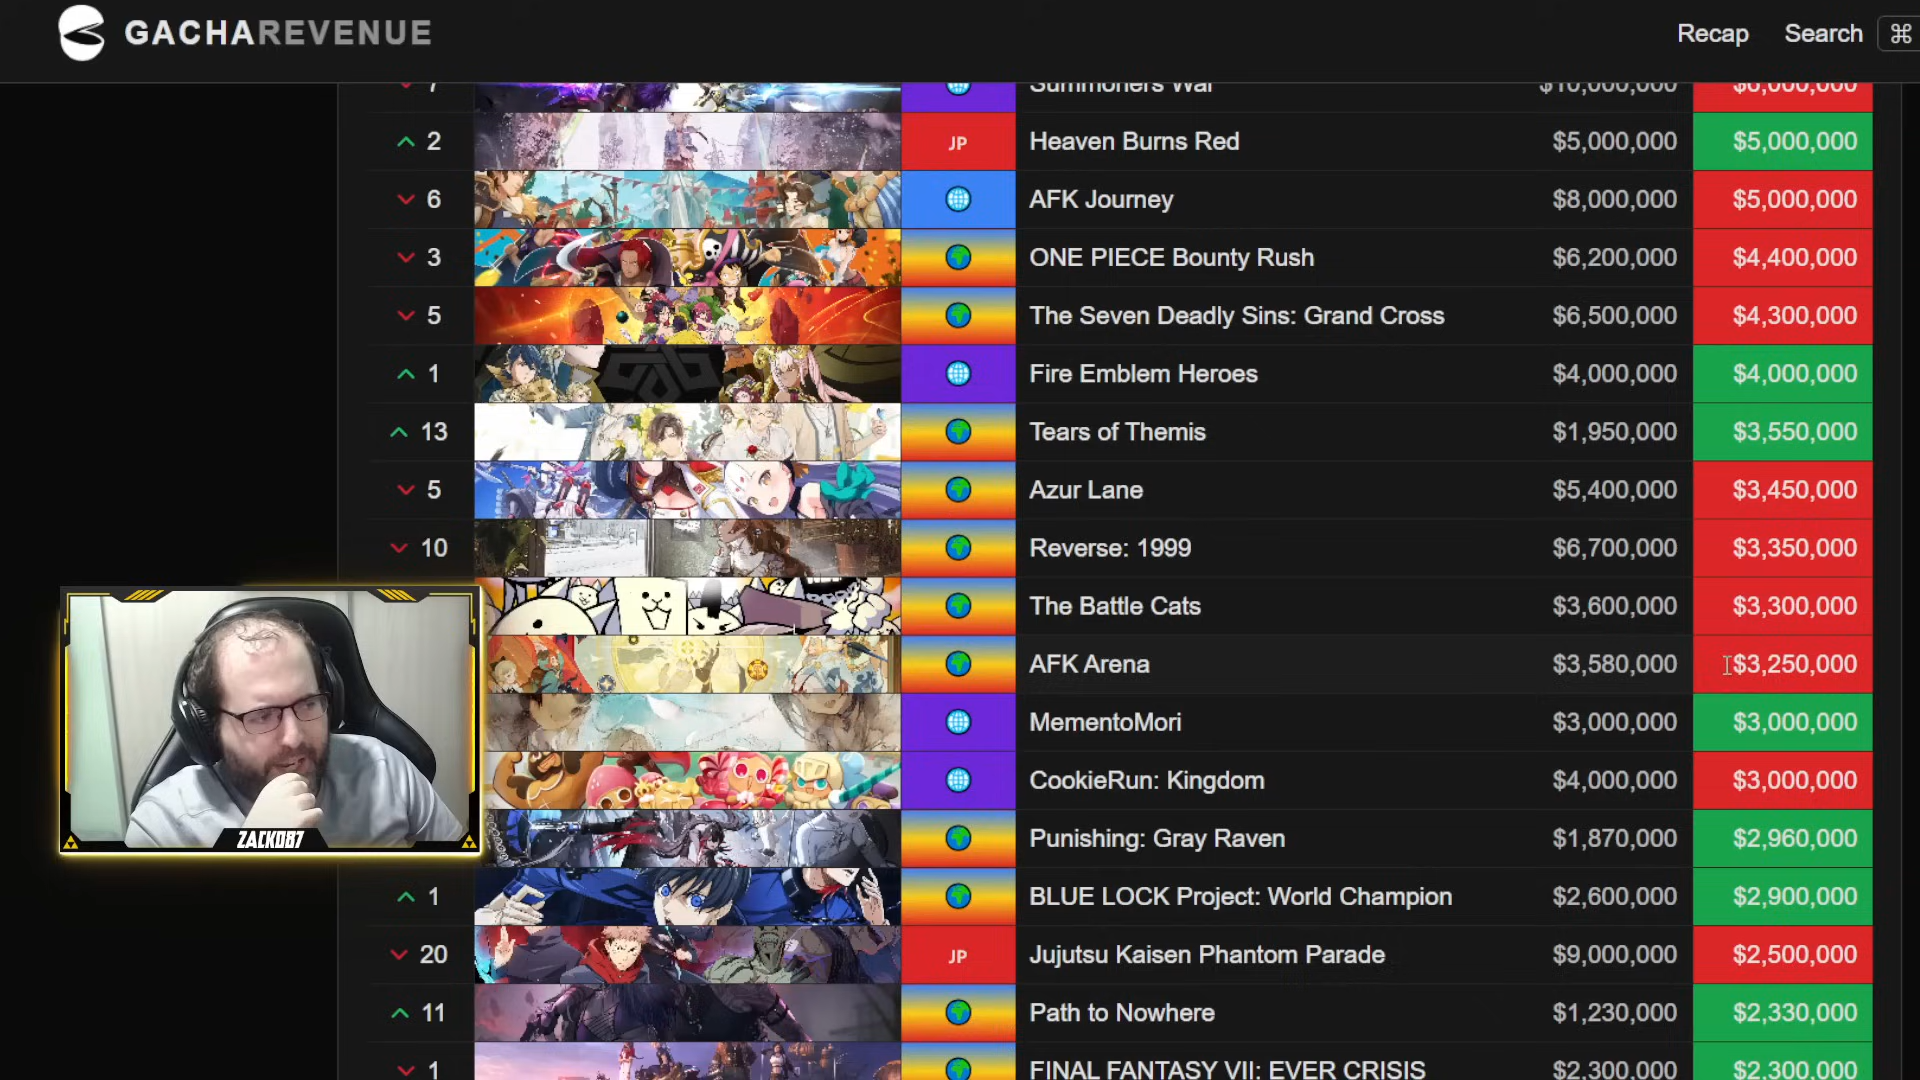 GACHAREVENUE
Recap Search ⌘
7 Summoners War $10,000,000 $6,000,000
2 JP Heaven Burns Red $5,000,000 $5,000,000
6 AFK Journey $8,000,000 $5,000,000
3 ONE PIECE Bounty Rush $6,200,000 $4,400,000
5 The Seven Deadly Sins: Grand Cross $6,500,000 $4,300,000
1 Fire Emblem Heroes $4,000,000 $4,000,000
13 Tears of Themis $1,950,000 $3,550,000
5 Azur Lane $5,400,000 $3,450,000
10 Reverse: 1999 $6,700,000 $3,350,000
The Battle Cats $3,600,000 $3,300,000
AFK Arena $3,580,000 $3,250,000
MementoMori $3,000,000 $3,000,000
CookieRun: Kingdom $4,000,000 $3,000,000
Punishing: Gray Raven $1,870,000 $2,960,000
ZACK087
1 BLUE LOCK Project: World Champion $2,600,000 $2,900,000
20 JP Jujutsu Kaisen Phantom Parade $9,000,000 $2,500,000
11 Path to Nowhere $1,230,000 $2,330,000
1 FINAL FANTASY VII: EVER CRISIS $2,300,000 $2,300,000